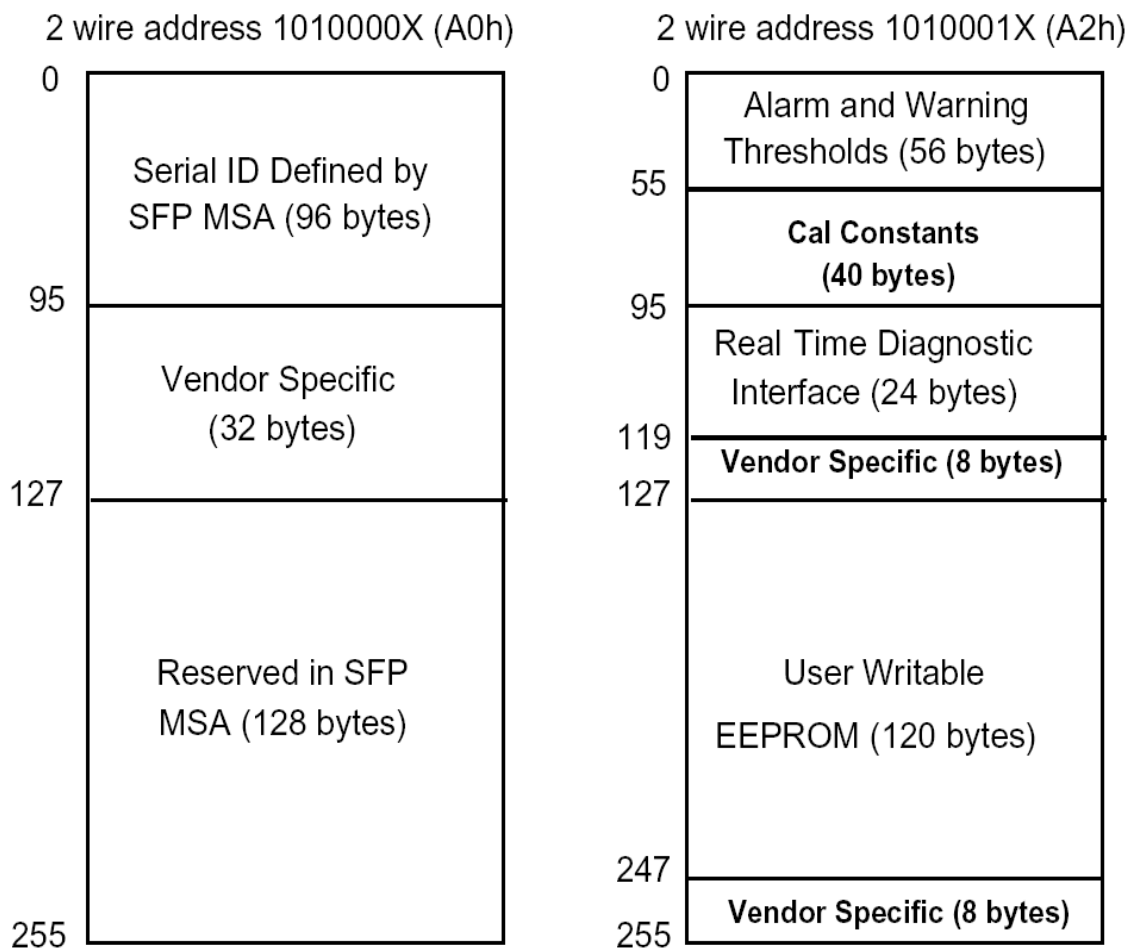 2 wire address 1010000X (A0h)
0
Serial ID Defined by
SFP MSA (96 bytes)
95
Vendor Specific
(32 bytes)
127
Reserved in SFP
MSA (128 bytes)
255
2 wire address 1010001X (A2h)
0
Alarm and Warning
Thresholds (56 bytes)
55
Cal Constants
(40 bytes)
95
Real Time Diagnostic
Interface (24 bytes)
119
Vendor Specific (8 bytes)
127
User Writable
EEPROM (120 bytes)
247
Vendor Specific (8 bytes)
255